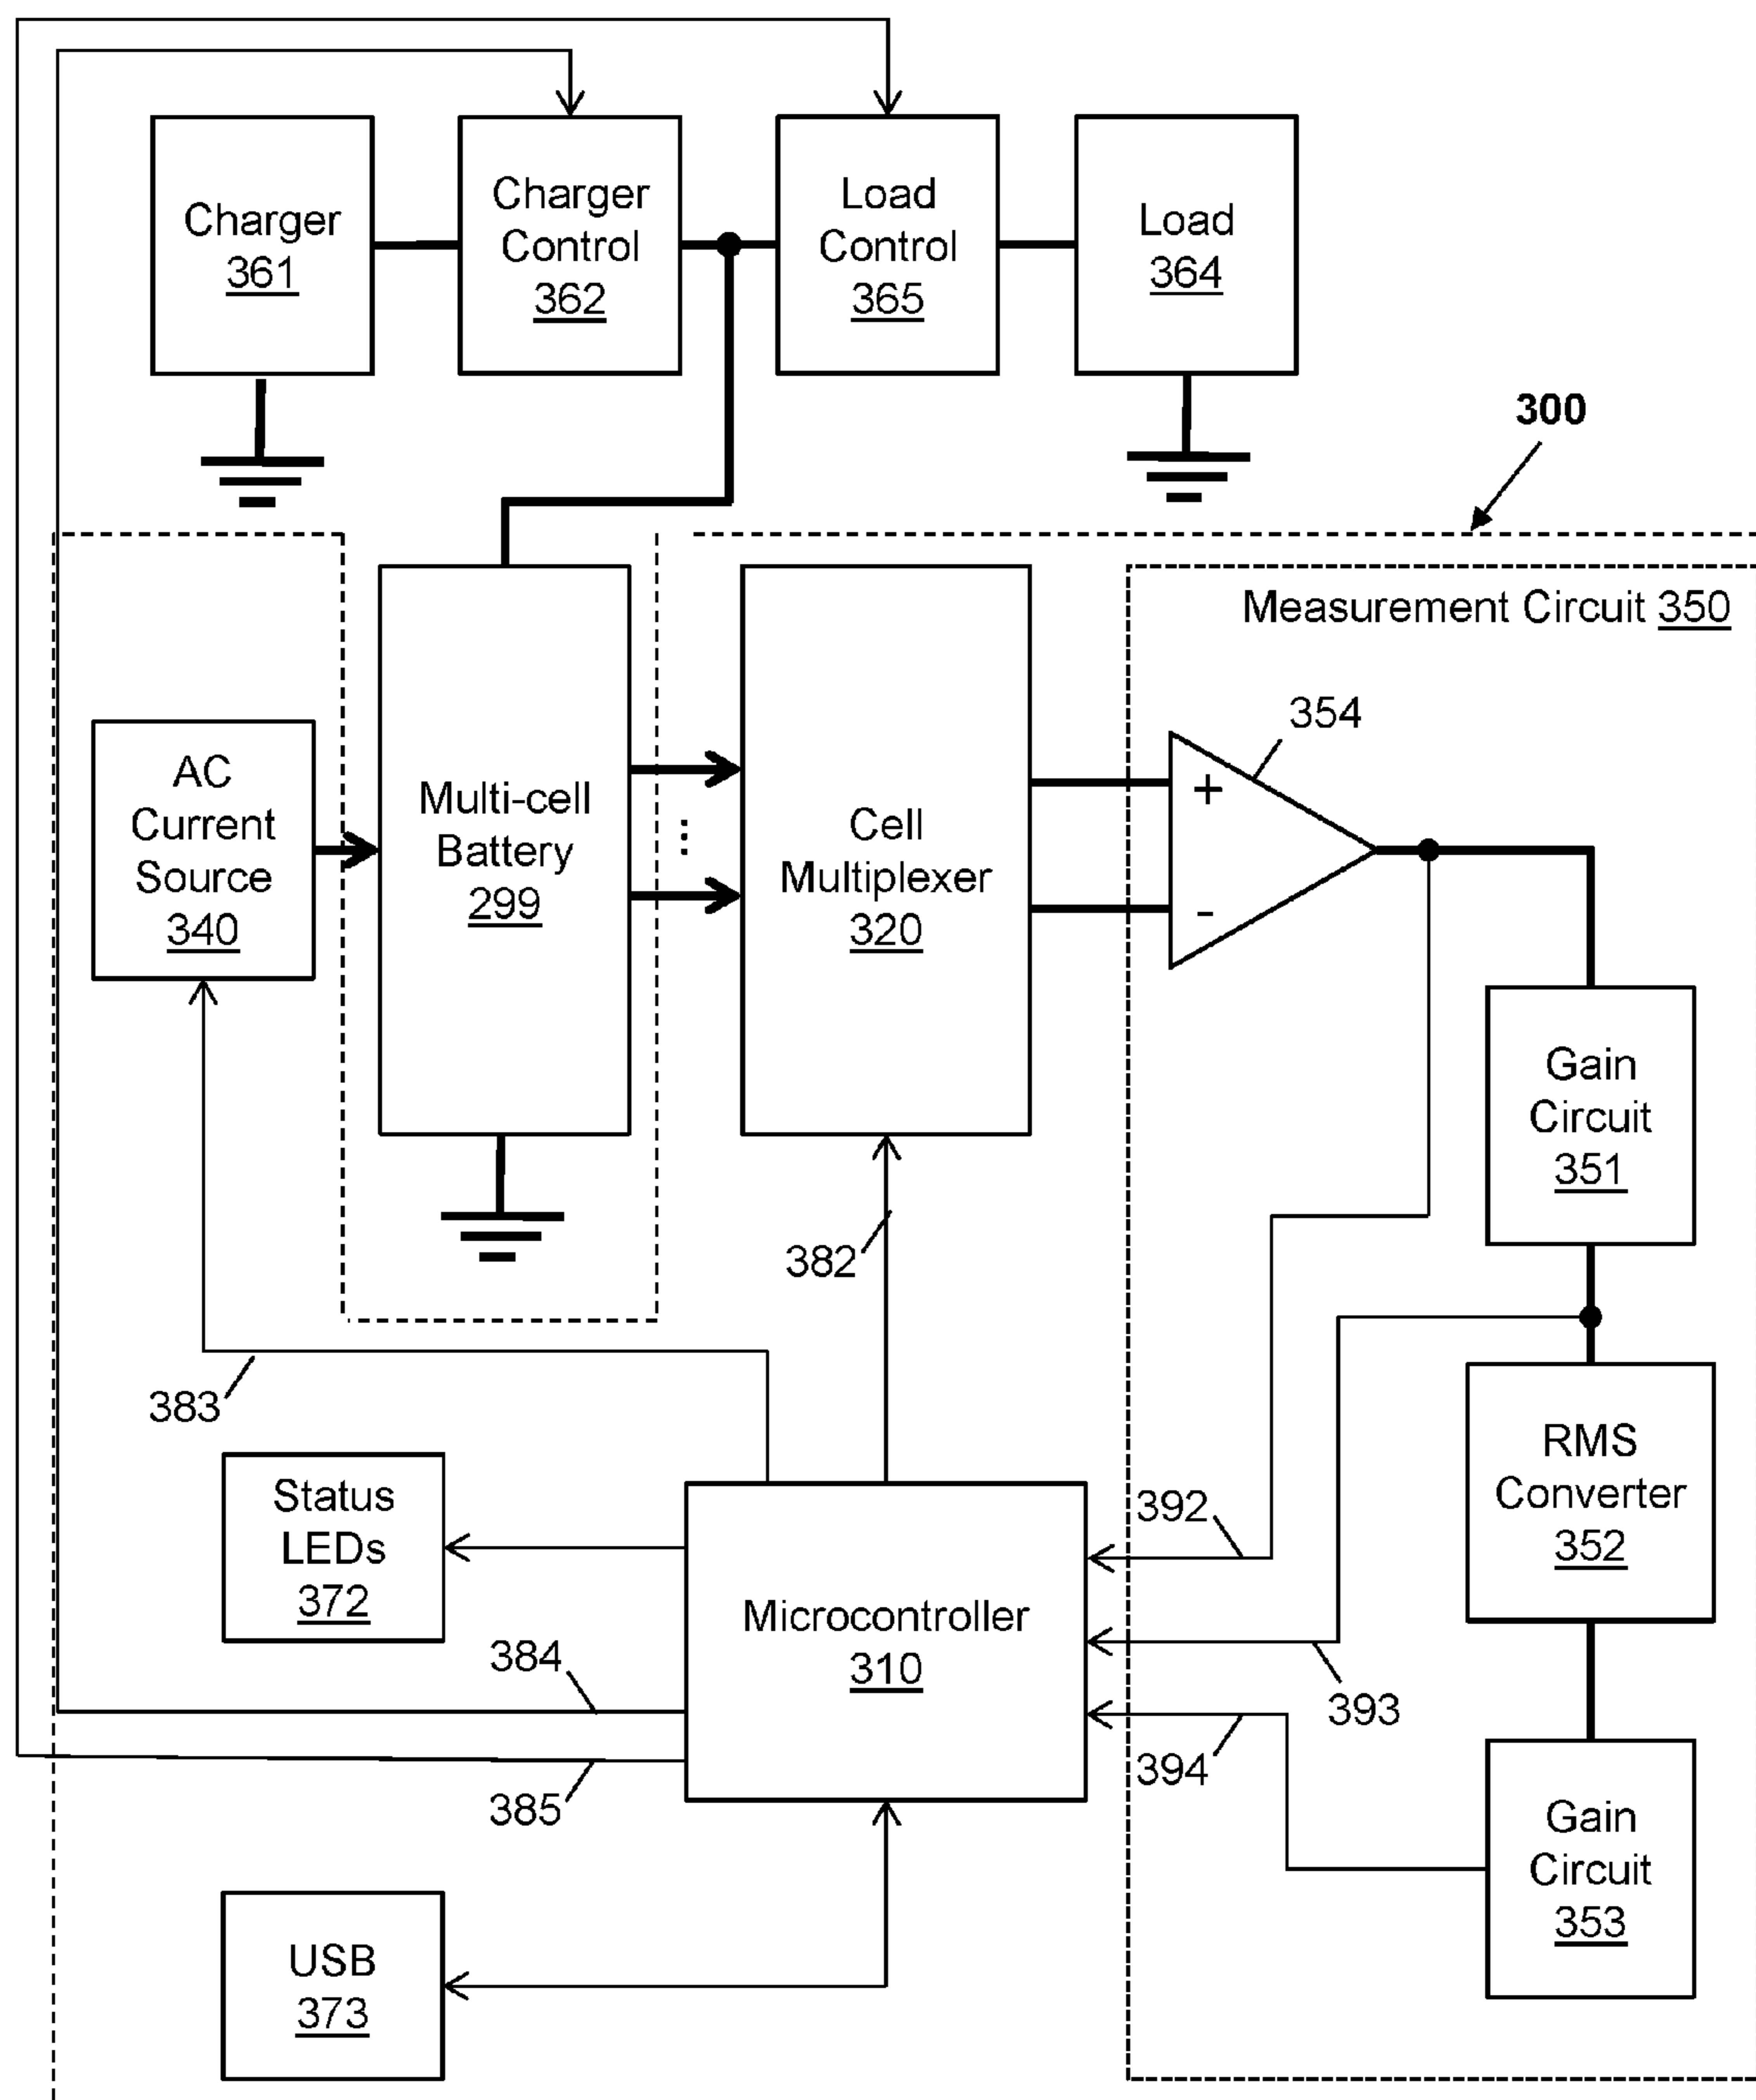 Charger
361
Charger
Control
362
Load
Control
365
Load
364
300
Measurement Circuit 350
354
AC
Current
Source
340
Multi-cell
Battery
299
Cell
Multiplexer
320
+
-
Gain
Circuit
351
382
383
RMS
Converter
352
Status
LEDs
372
392
Microcontroller
310
384
393
394
385
Gain
Circuit
353
USB
373